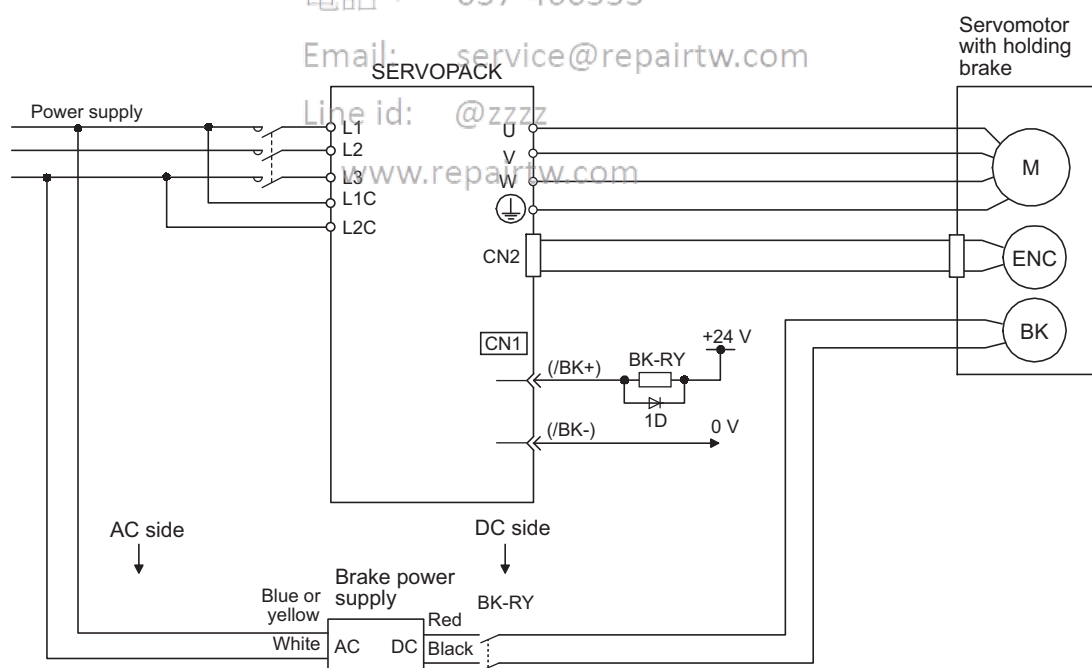 Email: service@repairtw.com
Line id: @zzzz
www.repairtw.com
Servomotor
with holding
brake
SERVOPACK
Power supply
L1
L2
L3
L1C
L2C
U
V
W
M
CN2
ENC
CN1
BK
(/BK+)
BK-RY
+24 V
1D
(/BK-)
0 V
AC side
DC side
Brake power
supply
BK-RY
Blue or
yellow
White
AC
DC
Red
Black